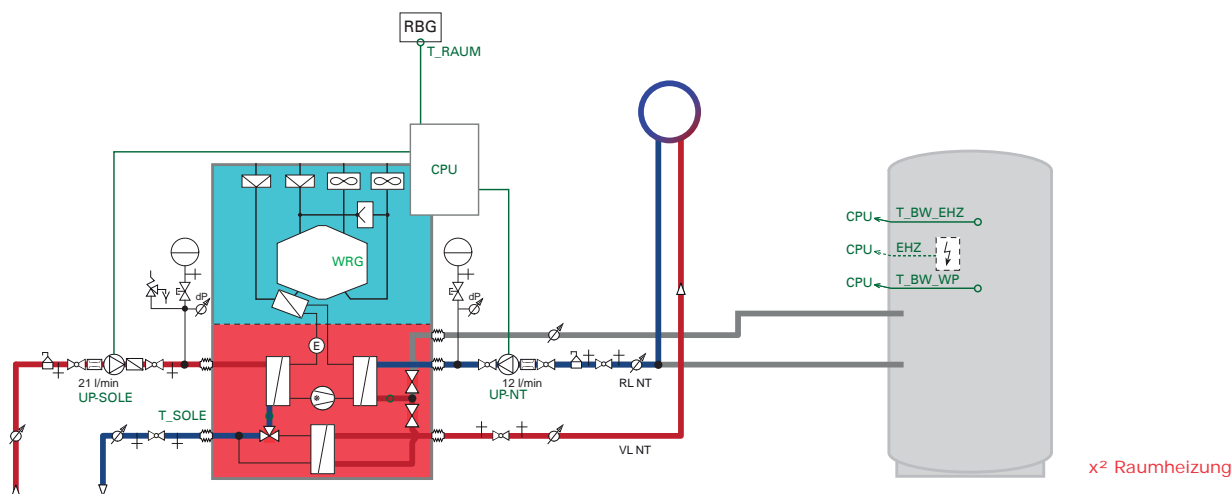 RBG
T_RAUM
CPU
WRG
CPU T_BW_EHZ
CPU EHZ
CPU T_BW_WP
dP
dP
E
21 l/min
UP-SOLE
12 l/min
UP-NT
RL NT
T_SOLE
VL NT
x² Raumheizung